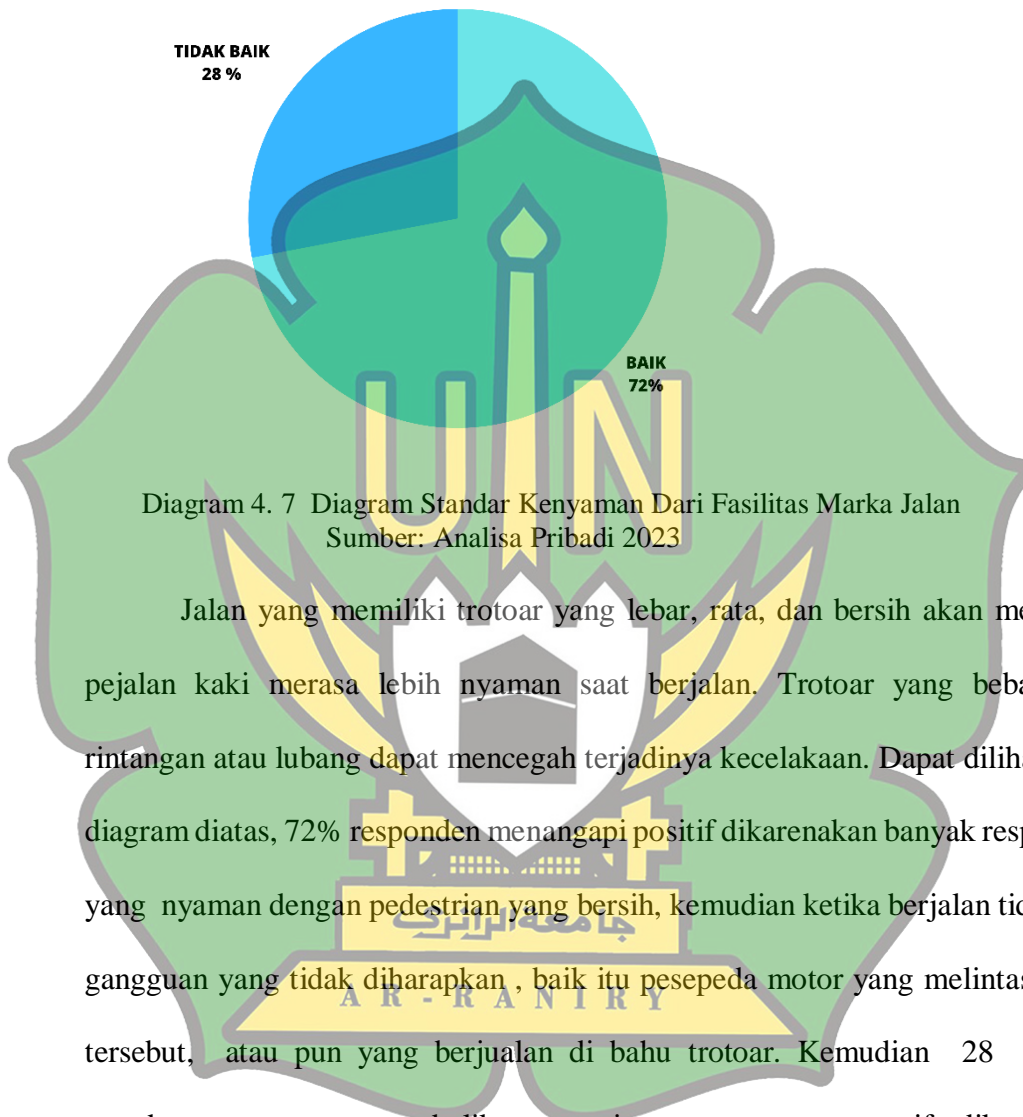 TIDAK BAIK
28 %
BAIK
72%
UIN
Diagram 4. 7 Diagram Standar Kenyaman Dari Fasilitas Marka Jalan
Sumber: Analisa Pribadi 2023
Jalan yang memiliki trotoar yang lebar, rata, dan bersih akan me
pejalan kaki merasa lebih nyaman saat berjalan. Trotoar yang beba
rintangan atau lubang dapat mencegah terjadinya kecelakaan. Dapat diliha
diagram diatas, 72% responden menangapi positif dikarenakan banyak resp
yang nyaman dengan pedestrian yang bersih, kemudian ketika berjalan tid
جامعة الرانري
gangguan yang tidak diharapkan , baik itu pesepeda motor yang melintas
AR-RANIRY
tersebut, atau pun yang berjualan di bahu trotoar. Kemudian 28